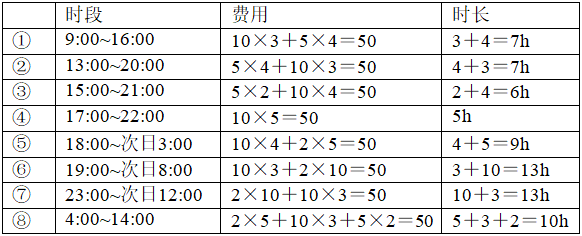 时段 费用 时长
① 9:00~16:00 10×3＋5×4＝50 3＋4＝7h
② 13:00~20:00 5×4＋10×3＝50 4＋3＝7h
③ 15:00~21:00 5×2＋10×4＝50 2＋4＝6h
④ 17:00~22:00 10×5＝50 5h
⑤ 18:00~次日3:00 10×4＋2×5＝50 4＋5＝9h
⑥ 19:00~次日8:00 10×3＋2×10＝50 3＋10＝13h
⑦ 23:00~次日12:00 2×10＋10×3＝50 10＋3＝13h
⑧ 4:00~14:00 2×5＋10×3＋5×2＝50 5＋3＋2＝10h